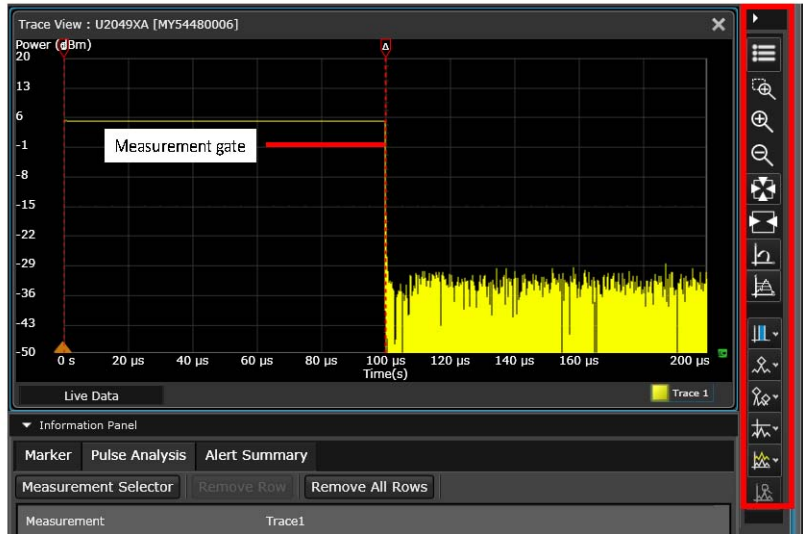 Trace View : U2049XA [MY54480006]
Power (dBm)
20
13
6
-1
-8
-15
-22
-29
-36
-43
-50
Δ
Measurement gate
0 s 20 µs 40 µs 60 µs 80 µs 100 µs 120 µs 140 µs 160 µs 200 µs
Time(s)
Live Data
Trace 1
Information Panel
Marker Pulse Analysis Alert Summary
Measurement Selector Remove Row Remove All Rows
Measurement Trace1